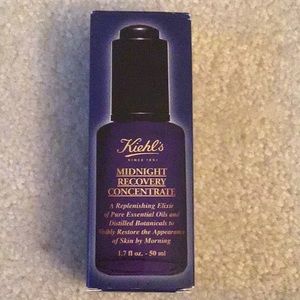 Kiehl's
SINCE 1851
MIDNIGHT
RECOVERY
CONCENTRATE
A Replenishing Elixir
of Pure Essential Oils and
Distilled Botanicals to
Visibly Restore the Appearance
of Skin by Morning
1.7 fl. oz. - 50 ml